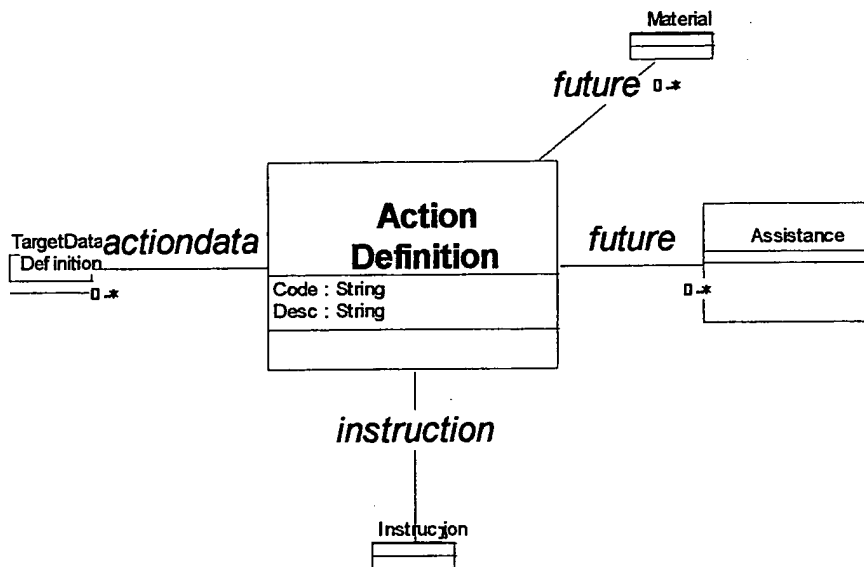 Material
future 0..*
Action
Definition
future
Assistance
TargetData
Definition
actiondata
0..*
0..*
Code : String
Desc : String
instruction
Instruction